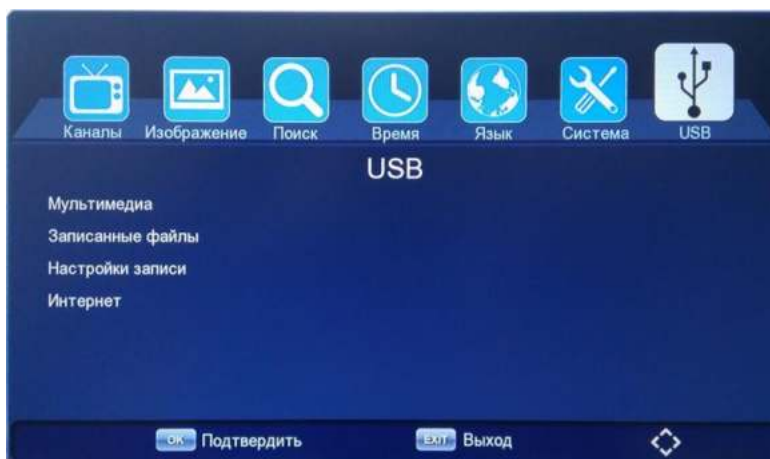 Каналы Изображение Поиск Время Язык Система USB
USB
Мультимедиа
Записанные файлы
Настройки записи
Интернет
OK Подтвердить EXIT Выход